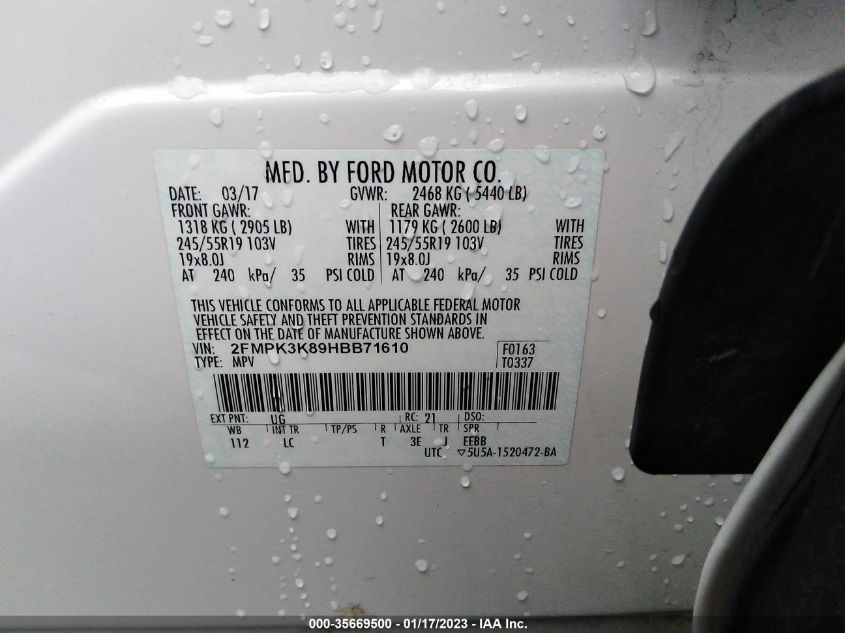 MFD. BY FORD MOTOR CO.
DATE: 03/17 GVWR: 2468 KG ( 5440 LB)
FRONT GAWR: REAR GAWR:
1318 KG ( 2905 LB) WITH 1179 KG ( 2600 LB) WITH
245/55R19 103V TIRES 245/55R19 103V TIRES
19x8.0J RIMS 19x8.0J RIMS
AT 240 kPa/ 35 PSI COLD AT 240 kPa/ 35 PSI COLD
THIS VEHICLE CONFORMS TO ALL APPLICABLE FEDERAL MOTOR
VEHICLE SAFETY AND THEFT PREVENTION STANDARDS IN
EFFECT ON THE DATE OF MANUFACTURE SHOWN ABOVE.
VIN: 2FMPK3K89HBB71610 F0163
TYPE: MPV T0337
EXT PNT: UG RC: 21 DSO:
WB INT TR TP/PS R AXLE TR SPR
112 LC T 3E J EEBB
UTC ▽5U5A-1520472-BA
000-35669500 - 01/17/2023 - IAA Inc.